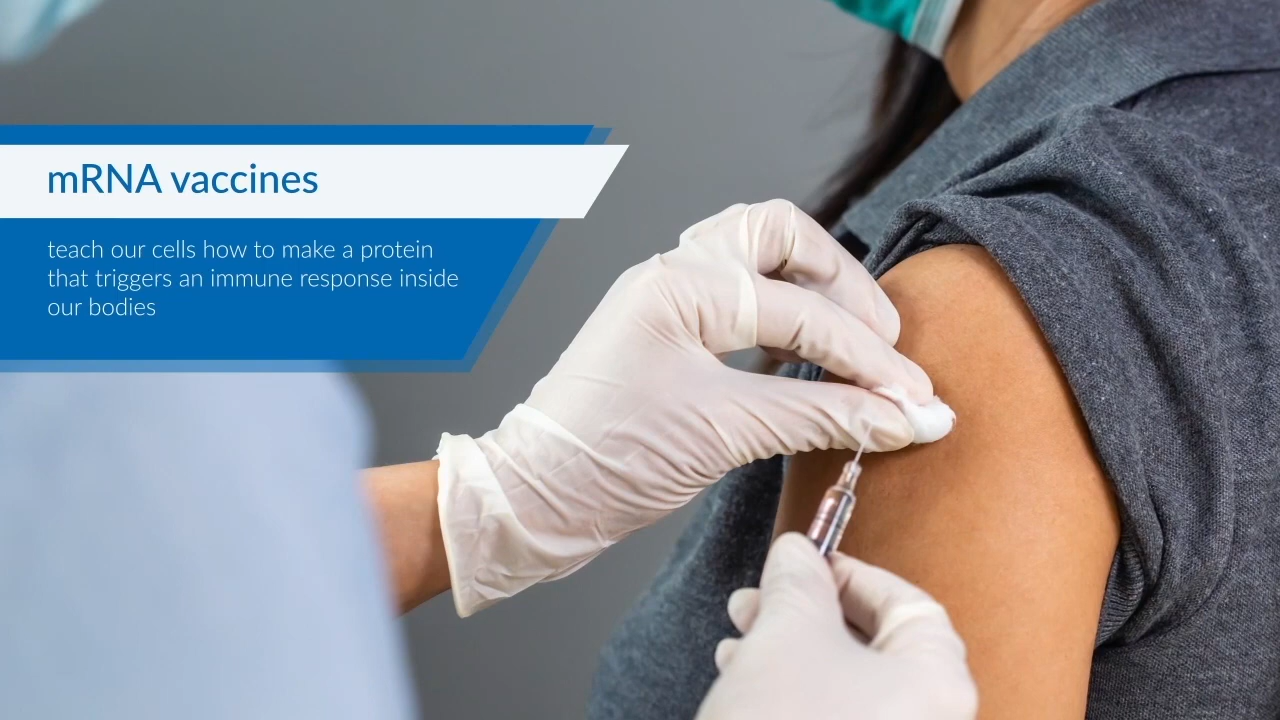 mRNA vaccines
teach our cells how to make a protein
that triggers an immune response inside
our bodies